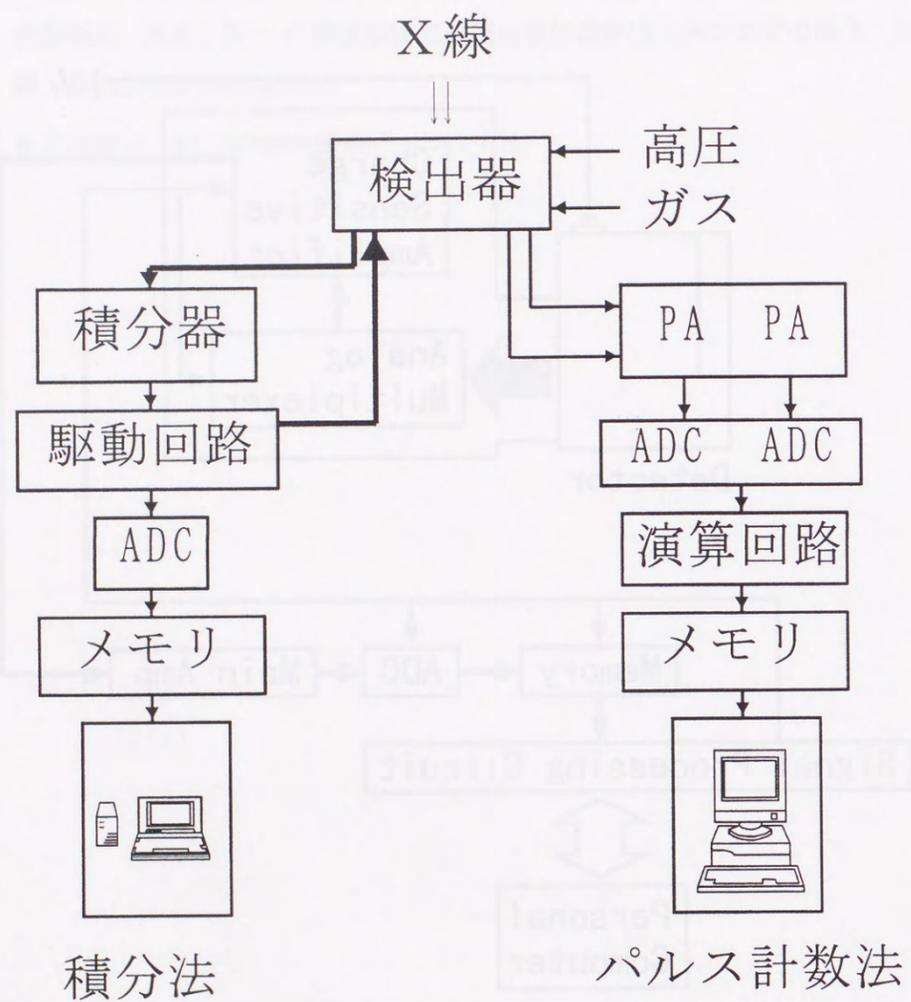 X線
検出器
高圧
ガス
積分器
駆動回路
ADC
メモリ
積分法
PA PA
ADC ADC
演算回路
メモリ
パルス計数法